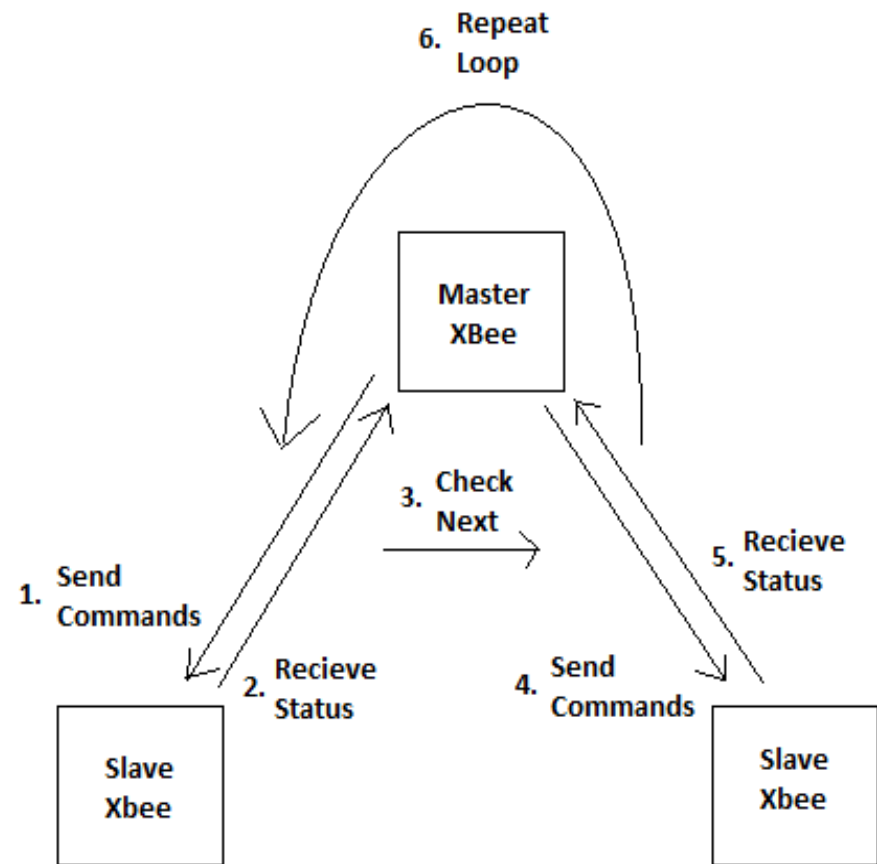 6. Repeat
Loop
Master
XBee
3. Check
Next
1. Send
Commands
2. Recieve
Status
4. Send
Commands
5. Recieve
Status
Slave
Xbee
Slave
Xbee